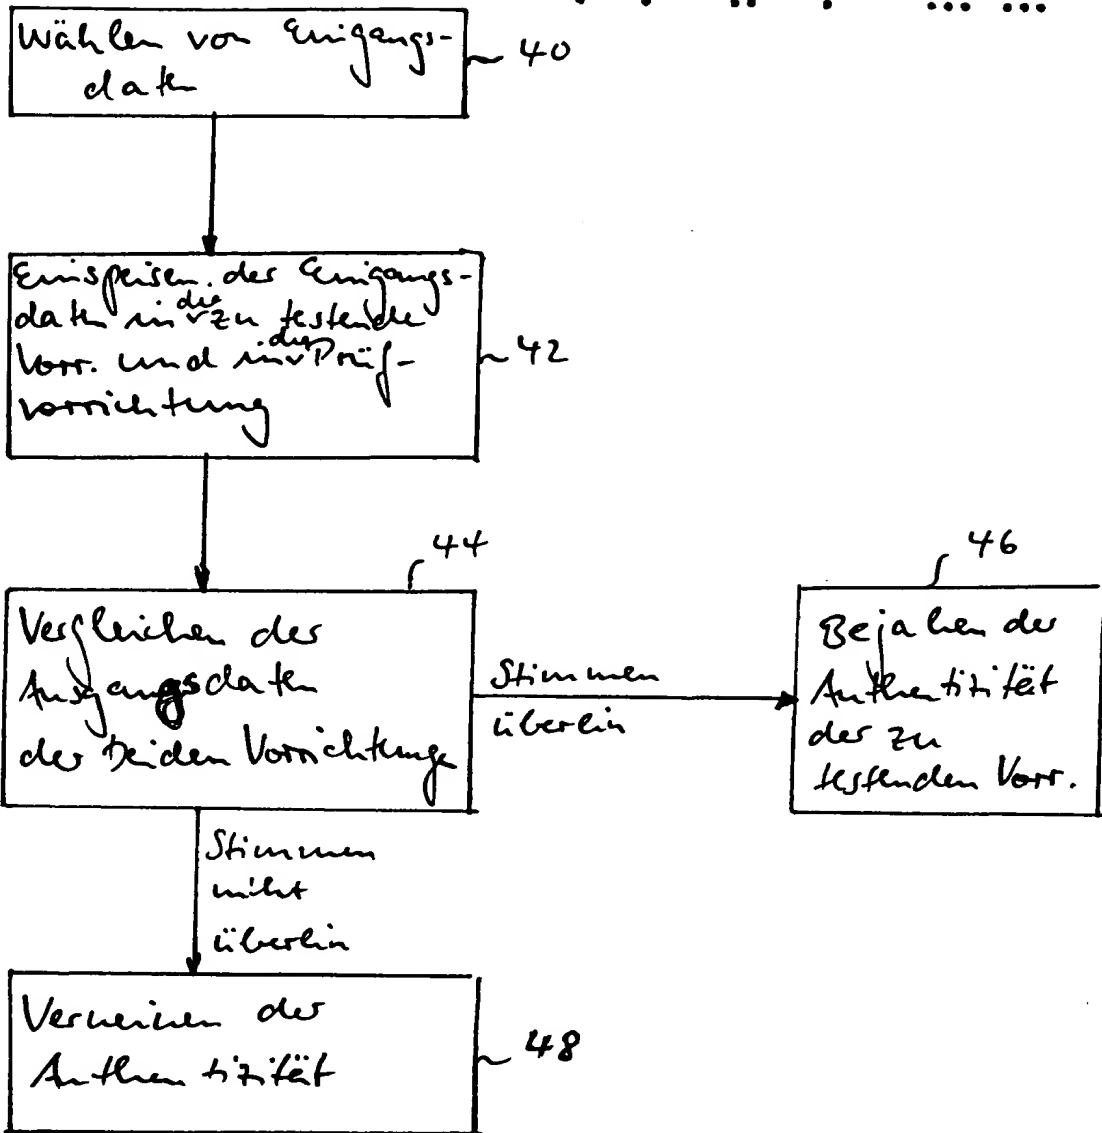 Wählen von Eingangs-
daten
40
Einspeisen der Eingangs-
daten in die zu testende
Vorr. und in die Prüf-
vorrichtung
42
44
Vergleichen der
Ausgangsdaten
der beiden Vorrichtungen
Stimmen
überein
46
Bejahen der
Authentizität
der zu
testenden Vorr.
Stimmen
nicht
überein
Verneinen der
Authentizität
48